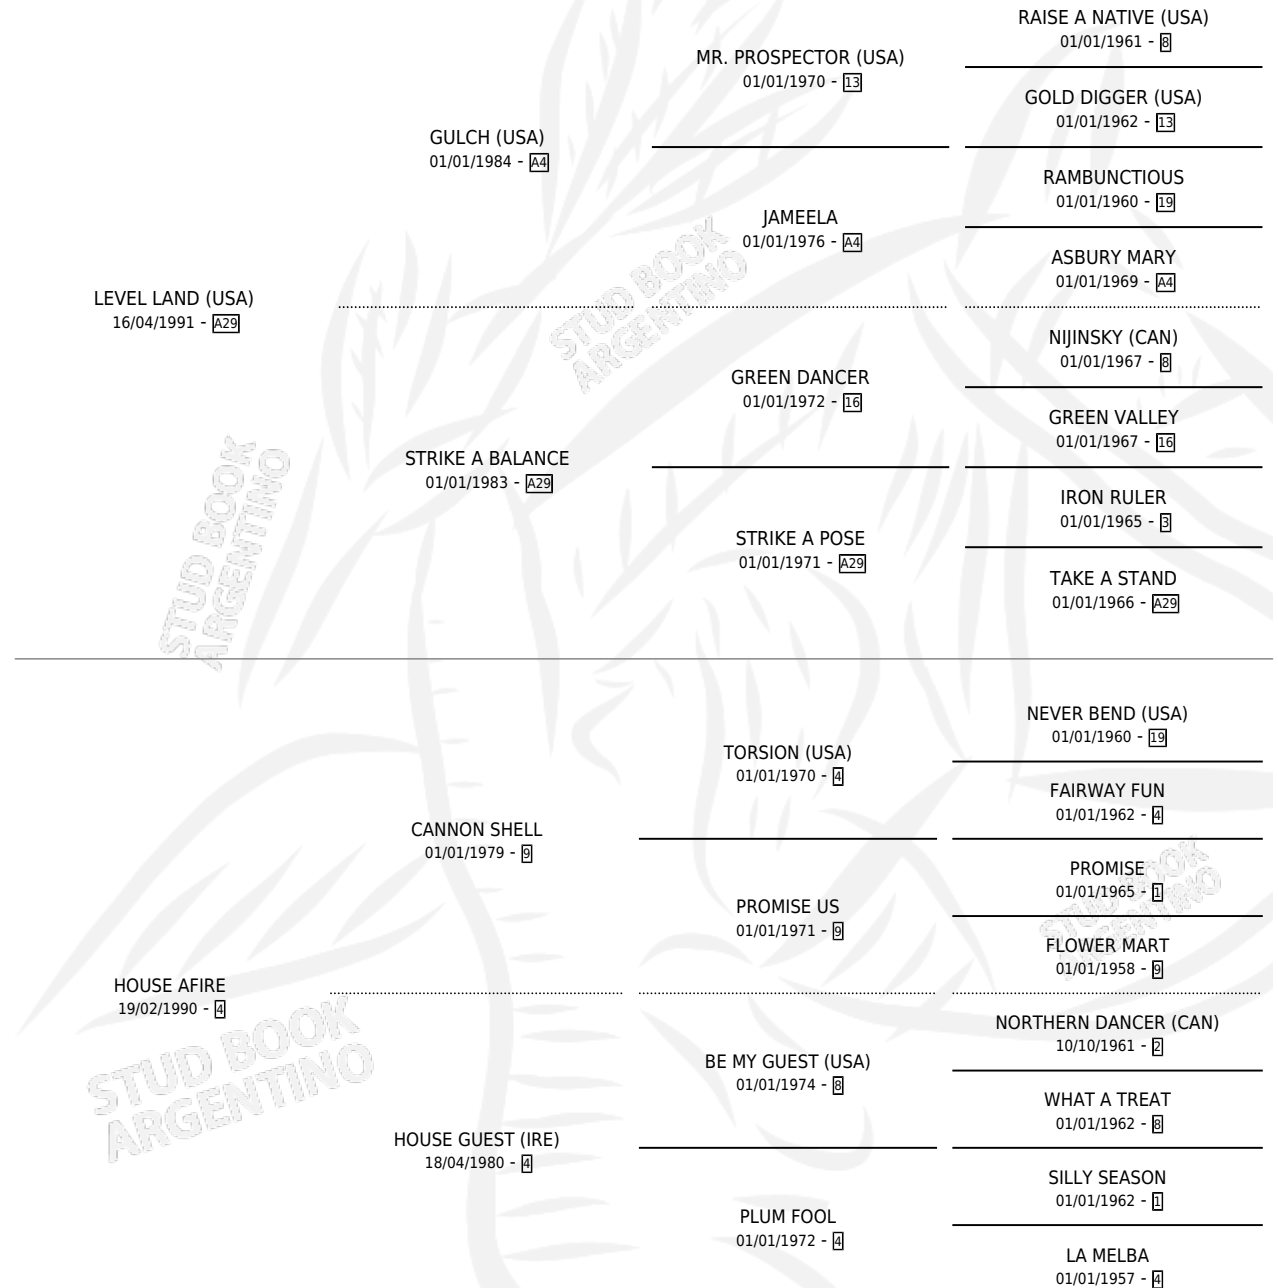 RAISE A NATIVE (USA)
01/01/1961 - 8
MR. PROSPECTOR (USA)
01/01/1970 - 13
GOLD DIGGER (USA)
01/01/1962 - 13
GULCH (USA)
01/01/1984 - A4
RAMBUNCTIOUS
01/01/1960 - 19
JAMEELA
01/01/1976 - A4
ASBURY MARY
01/01/1969 - A4
LEVEL LAND (USA)
16/04/1991 - A29
NIJINSKY (CAN)
01/01/1967 - 8
GREEN DANCER
01/01/1972 - 16
GREEN VALLEY
01/01/1967 - 16
STRIKE A BALANCE
01/01/1983 - A29
IRON RULER
01/01/1965 - 3
STRIKE A POSE
01/01/1971 - A29
TAKE A STAND
01/01/1966 - A29
NEVER BEND (USA)
01/01/1960 - 19
TORSION (USA)
01/01/1970 - 4
FAIRWAY FUN
01/01/1962 - 4
CANNON SHELL
01/01/1979 - 9
PROMISE
01/01/1965 - 1
PROMISE US
01/01/1971 - 9
FLOWER MART
01/01/1958 - 9
HOUSE AFIRE
19/02/1990 - 4
NORTHERN DANCER (CAN)
10/10/1961 - 2
BE MY GUEST (USA)
01/01/1974 - 8
WHAT A TREAT
01/01/1962 - 8
HOUSE GUEST (IRE)
18/04/1980 - 4
SILLY SEASON
01/01/1962 - 1
PLUM FOOL
01/01/1972 - 4
LA MELBA
01/01/1957 - 4
STUD BOOK
ARGENTINO
STUD BOOK
ARGENTINO
STUD BOOK
ARGENTINO
STUD BOOK
ARGENTINO